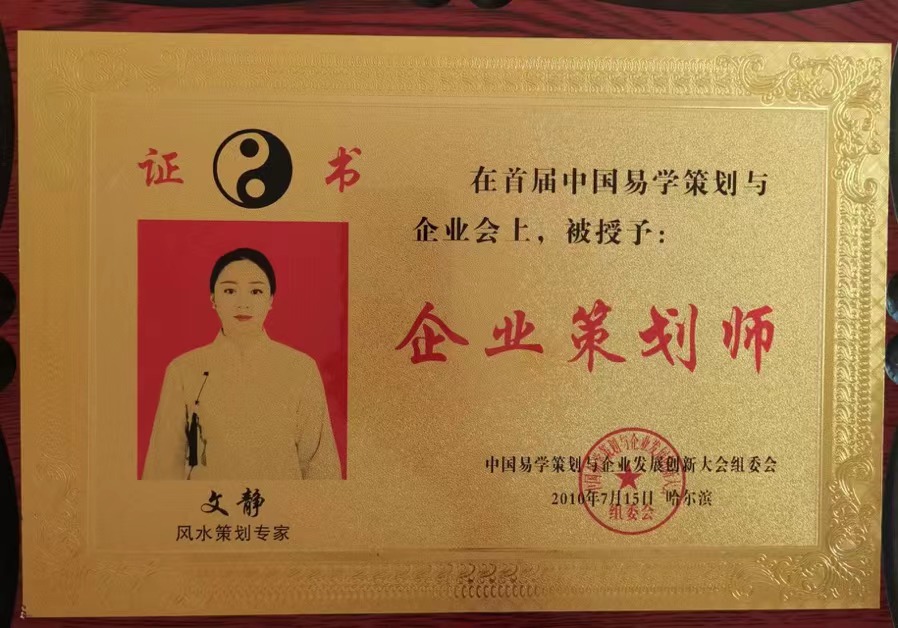 证 书
在首届中国易学策划与
企业会上，被授予：
企业策划师
中国易学策划与企业发展创新大会组委会
2010年7月15日 哈尔滨
组委会
文静
风水策划专家